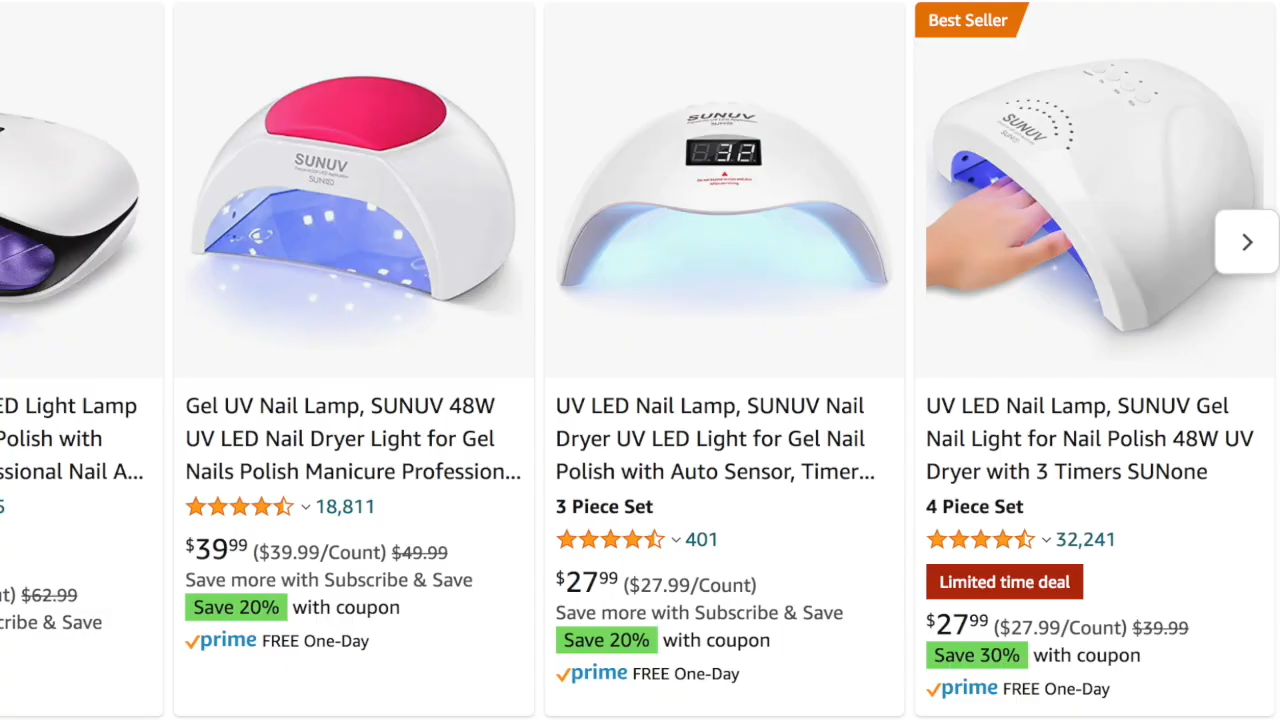 Best Seller
SUNUV
SUNUV
SUNUV
ED Light Lamp
Polish with
ssional Nail A...
5
$62.99
cribe & Save
Gel UV Nail Lamp, SUNUV 48W
UV LED Nail Dryer Light for Gel
Nails Polish Manicure Profession...
18,811
$39.99 ($39.99/Count) $49.99
Save more with Subscribe & Save
Save 20% with coupon
prime FREE One-Day
UV LED Nail Lamp, SUNUV Nail
Dryer UV LED Light for Gel Nail
Polish with Auto Sensor, Timer...
3 Piece Set
401
$27.99 ($27.99/Count)
Save more with Subscribe & Save
Save 20% with coupon
prime FREE One-Day
UV LED Nail Lamp, SUNUV Gel
Nail Light for Nail Polish 48W UV
Dryer with 3 Timers SUNone
4 Piece Set
32,241
Limited time deal
$27.99 ($27.99/Count) $39.99
Save 30% with coupon
prime FREE One-Day